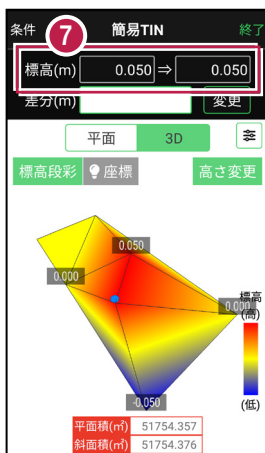 条件 7 簡易TIN 終了
標高(m) 0.050 ⇒ 0.050
差分(m) 変更
平面 3D
標高段彩 座標 高さ変更
0.050
0.000
0.000
-0.050
標高
(高)
(低)
平面積(㎡) 51754.357
斜面積(㎡) 51754.376